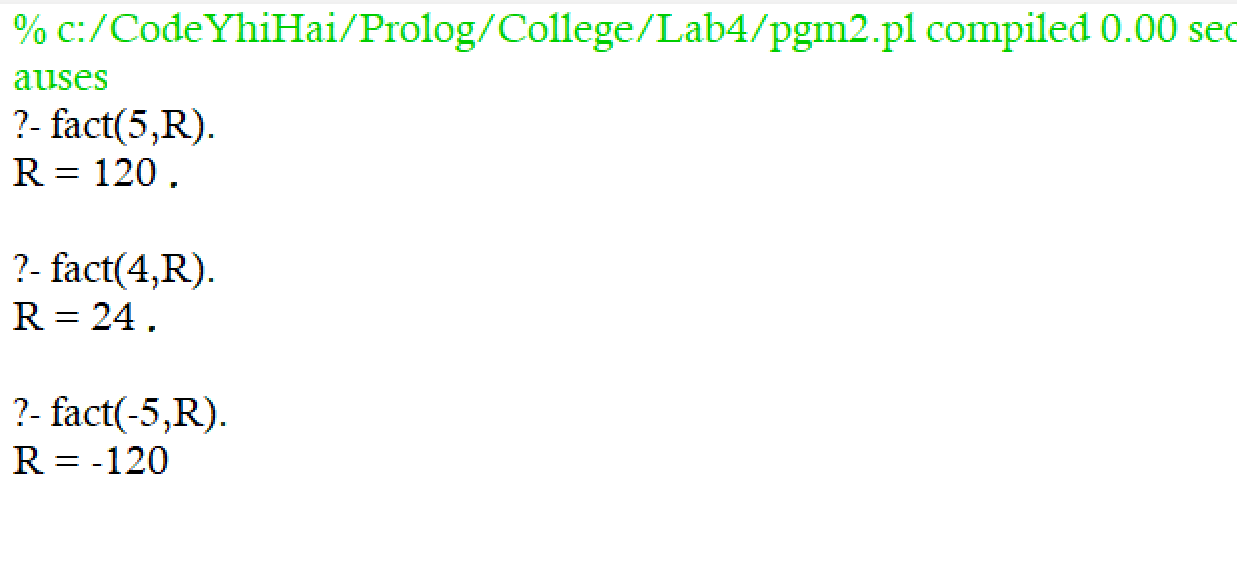 % c:/CodeYhiHai/Prolog/College/Lab4/pgm2.pl compiled 0.00 sec
auses
?- fact(5,R).
R = 120 .
?- fact(4,R).
R = 24 .
?- fact(-5,R).
R = -120